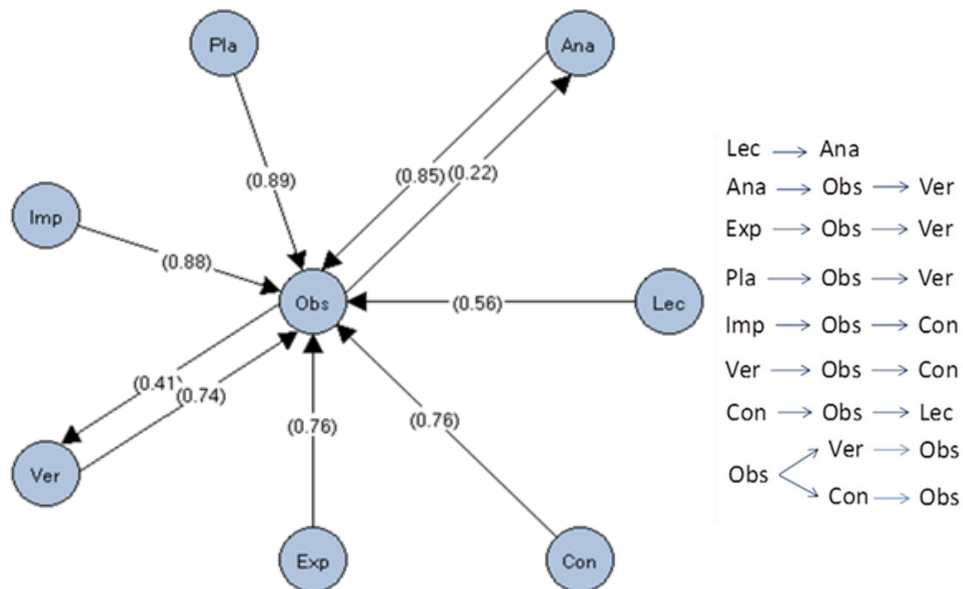 Pla
Ana
(0.89)
(0.85)
(0.22)
Imp
(0.88)
Obs
(0.56)
Lec
(0.41)
(0.74)
(0.76)
(0.76)
Ver
Exp
Con
Lec → Ana
Ana → Obs → Ver
Exp → Obs → Ver
Pla → Obs → Ver
Imp → Obs → Con
Ver → Obs → Con
Con → Obs → Lec
Ver → Obs
Obs
Con → Obs